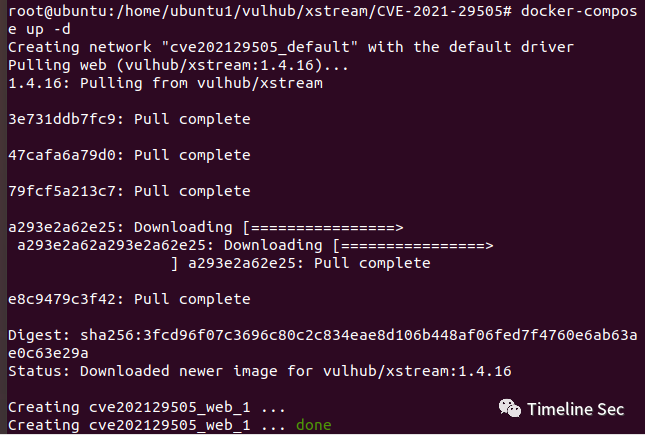 root@ubuntu:/home/ubuntu1/vulhub/xstream/CVE-2021-29505# docker-compos
e up -d
Creating network "cve202129505_default" with the default driver
Pulling web (vulhub/xstream:1.4.16)...
1.4.16: Pulling from vulhub/xstream
3e731ddb7fc9: Pull complete
47cafa6a79d0: Pull complete
79fcf5a213c7: Pull complete
a293e2a62e25: Downloading [================>
a293e2a62a293e2a62e25: Downloading [================>
] a293e2a62e25: Pull complete
e8c9479c3f42: Pull complete
Digest: sha256:3fcd96f07c3696c80c2c834eae8d106b448af06fed7f4760e6ab63a
e0c63e29a
Status: Downloaded newer image for vulhub/xstream:1.4.16
Creating cve202129505_web_1 ...
Creating cve202129505_web_1 ... done
Timeline Sec